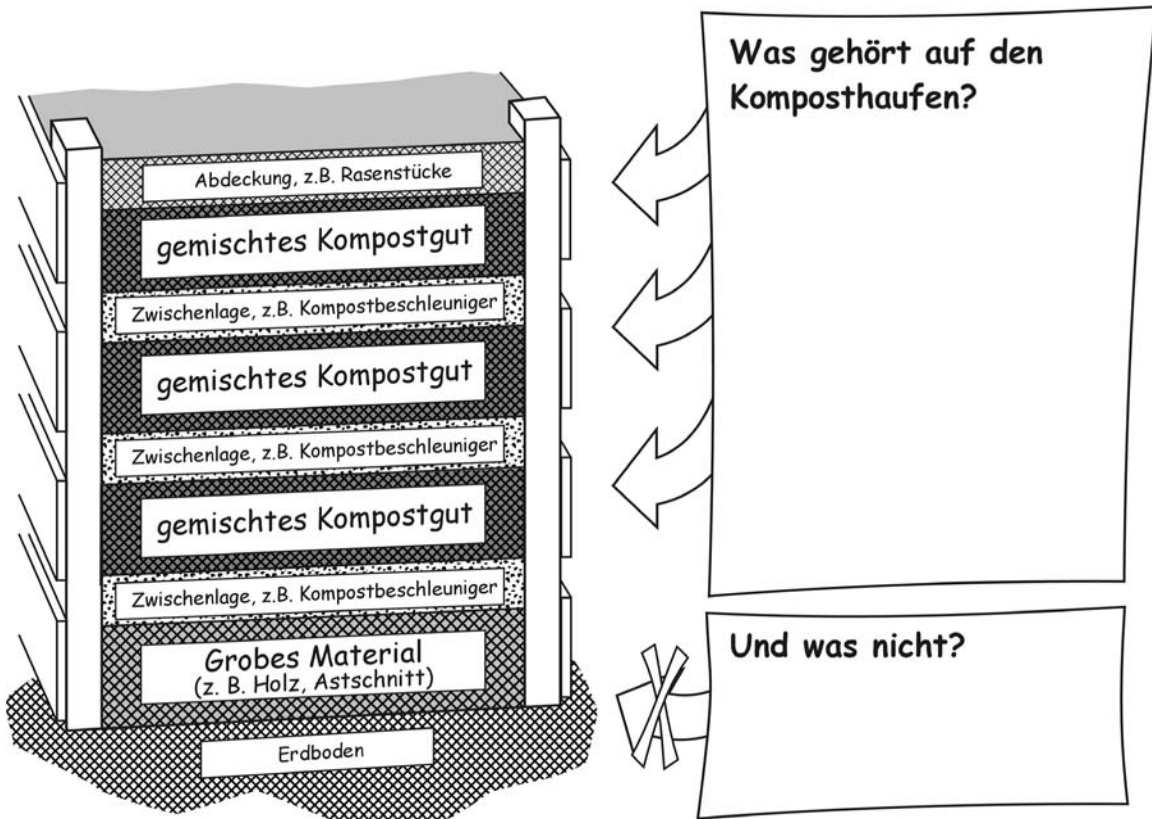 Abdeckung, z.B. Rasenstücke
gemischtes Kompostgut
Zwischenlage, z.B. Kompostbeschleuniger
gemischtes Kompostgut
Zwischenlage, z.B. Kompostbeschleuniger
gemischtes Kompostgut
Zwischenlage, z.B. Kompostbeschleuniger
Grobes Material
(z. B. Holz, Astschnitt)
Erdboden
Was gehört auf den
Komposthaufen?
Und was nicht?